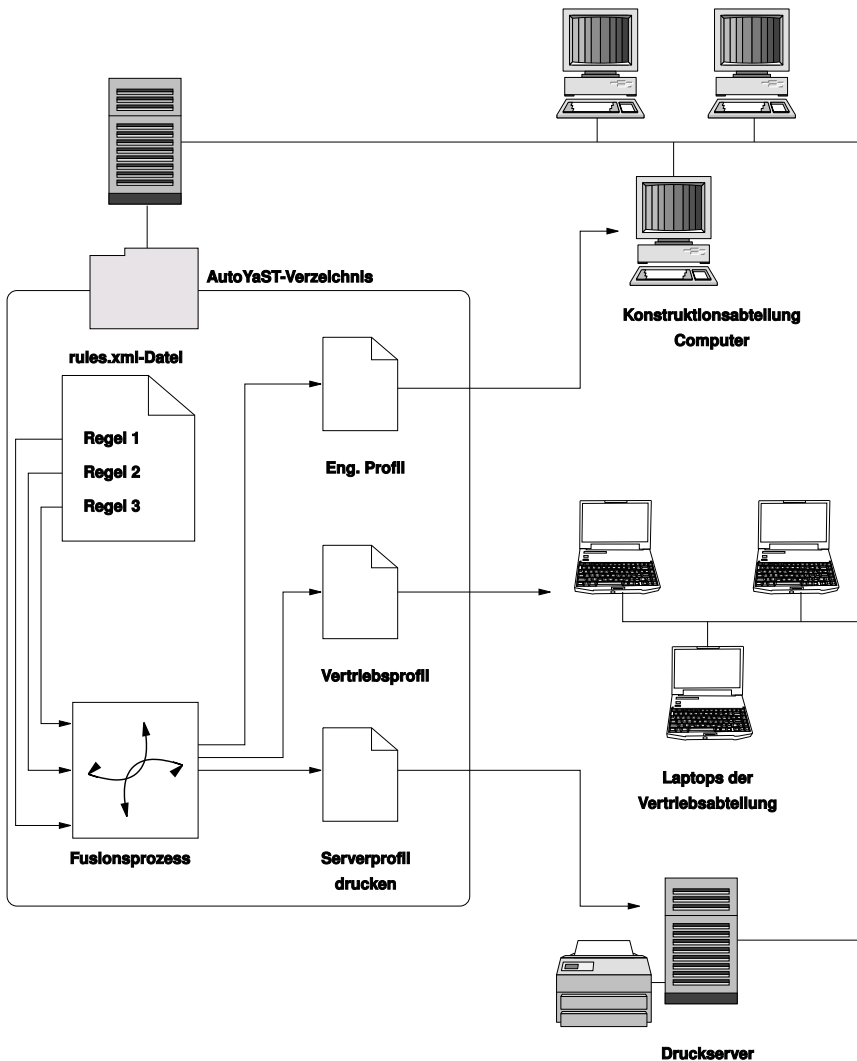 AutoYaST-Verzeichnis
Konstruktionsabteilung
Computer
rules.xml-Datei
Regel 1
Regel 2
Regel 3
Eng. Profil
Vertriebsprofil
Laptops der
Vertriebsabteilung
Fusionsprozess
Serverprofil
drucken
Druckserver